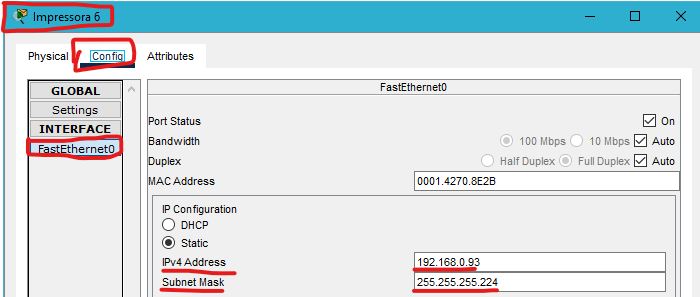 Impressora 6
Physical Config Attributes
GLOBAL
Settings
INTERFACE
FastEthernet0
FastEthernet0
Port Status On
Bandwidth 100 Mbps 10 Mbps Auto
Duplex Half Duplex Full Duplex Auto
MAC Address 0001.4270.8E2B
IP Configuration
DHCP
Static
IPv4 Address 192.168.0.93
Subnet Mask 255.255.255.224